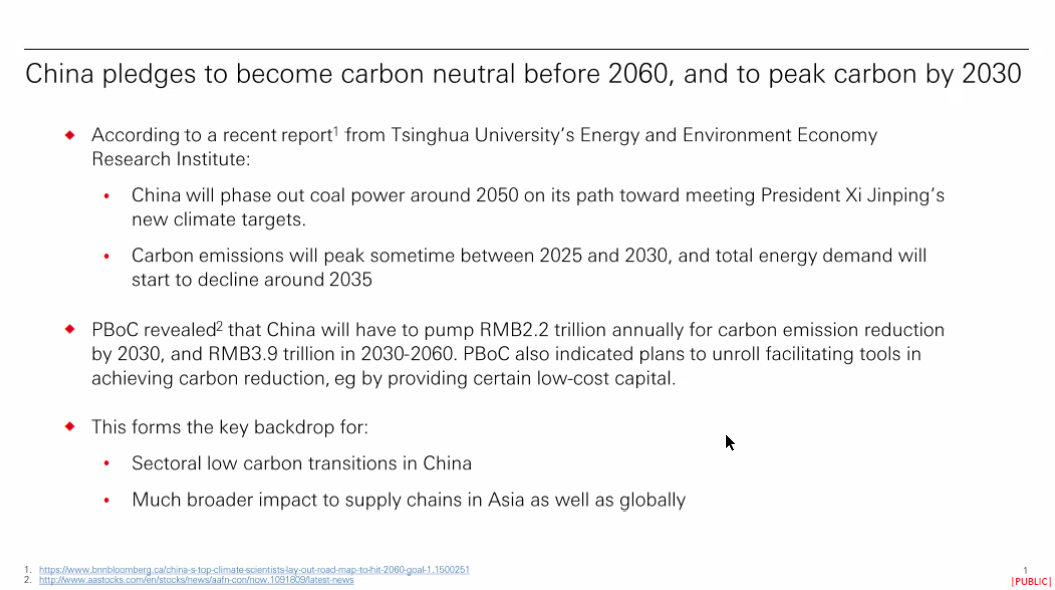 China pledges to become carbon neutral before 2060, and to peak carbon by 2030
According to a recent report1 from Tsinghua University's Energy and Environment Economy
Research Institute:
China will phase out coal power around 2050 on its path toward meeting President Xi Jinping's
new climate targets.
Carbon emissions will peak sometime between 2025 and 2030, and total energy demand will
start to decline around 2035
PBoC revealed2 that China will have to pump RMB2.2 trillion annually for carbon emission reduction
by 2030, and RMB3.9 trillion in 2030-2060. PBoC also indicated plans to unroll facilitating tools in
achieving carbon reduction, eg by providing certain low-cost capital.
This forms the key backdrop for:
Sectoral low carbon transitions in China
Much broader impact to supply chains in Asia as well as globally
1. https://www.bnnbloomberg.ca/china-s-top-climate-scientists-lay-out-road-map-to-hit-2060-goal-1.1500251
2. http://www.aastocks.com/en/stocks/news/aafn-con/now.1091809/latest-news
1
|PUBLIC|